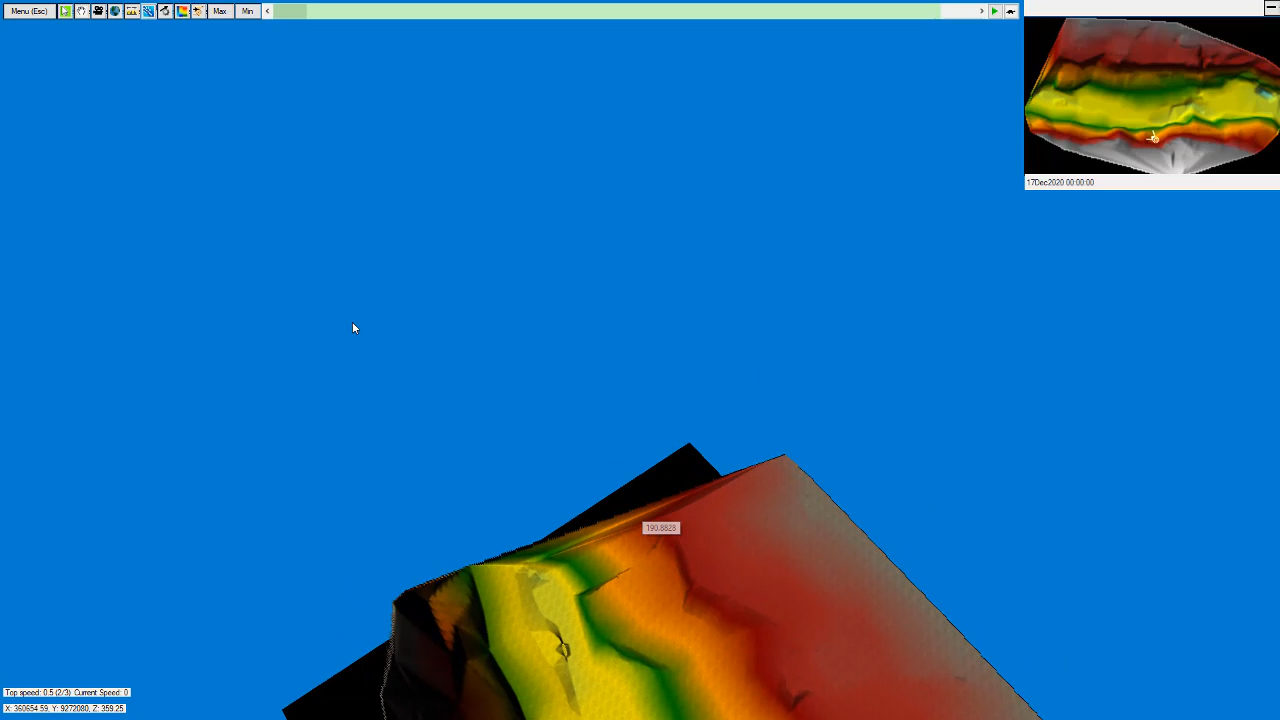 Menu (Esc) Max Min
17Dec2020 00:00:00
190.8828
Top speed: 0.5 (2/3) Current Speed: 0
X: 360654.59, Y: 9272080, Z: 359.25